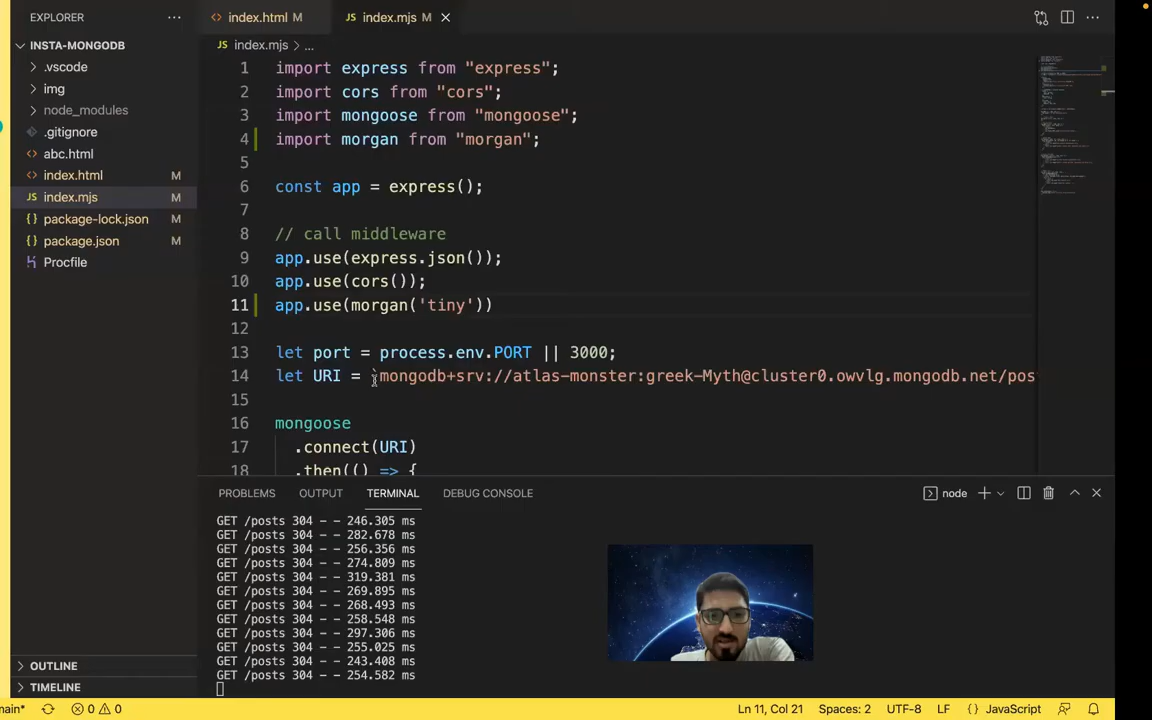 EXPLORER
INSTA-MONGODB
.vscode
img
node_modules
.gitignore
abc.html
index.html M
index.mjs M
package-lock.json M
package.json M
Procfile
OUTLINE
TIMELINE
index.html M
index.mjs M
index.mjs > ...
1 import express from "express";
2 import cors from "cors";
3 import mongoose from "mongoose";
4 import morgan from "morgan";
5
6 const app = express();
7
8 // call middleware
9 app.use(express.json());
10 app.use(cors());
11 app.use(morgan('tiny'))
12
13 let port = process.env.PORT || 3000;
14 let URI = `mongodb+srv://atlas-monster:greek-Myth@cluster0.owvlg.mongodb.net/pos
15
16 mongoose
17 .connect(URI)
18 .then(() => {
PROBLEMS OUTPUT TERMINAL DEBUG CONSOLE node
GET /posts 304 - - 246.305 ms
GET /posts 304 - - 282.678 ms
GET /posts 304 - - 256.356 ms
GET /posts 304 - - 274.809 ms
GET /posts 304 - - 319.381 ms
GET /posts 304 - - 269.895 ms
GET /posts 304 - - 268.493 ms
GET /posts 304 - - 258.548 ms
GET /posts 304 - - 297.306 ms
GET /posts 304 - - 255.025 ms
GET /posts 304 - - 243.408 ms
GET /posts 304 - - 254.582 ms
main* 0 0 Ln 11, Col 21 Spaces: 2 UTF-8 LF {} JavaScript